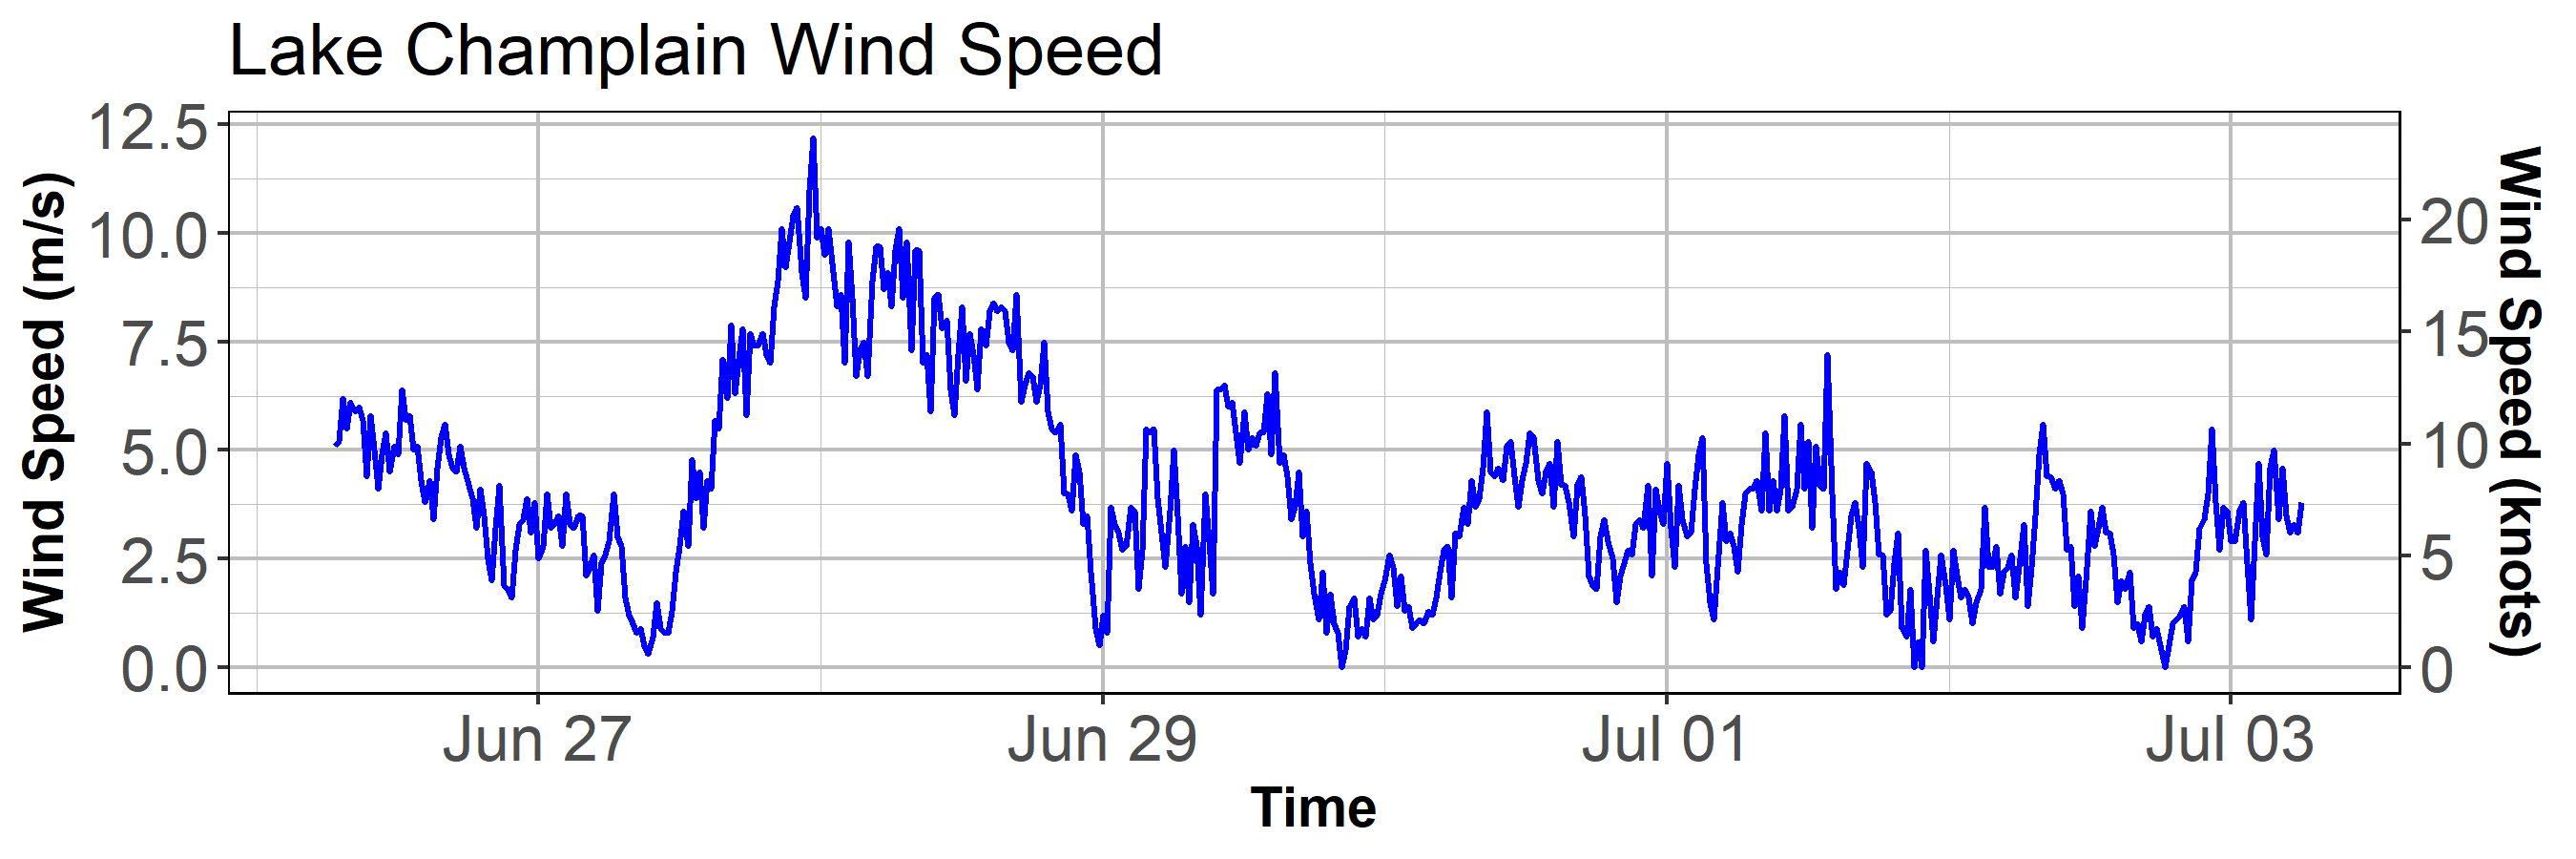 Lake Champlain Wind Speed
12.5
10.0
7.5
5.0
2.5
0.0
Wind Speed (m/s)
20
15
10
5
0
Wind Speed (knots)
Jun 27
Jun 29
Jul 01
Jul 03
Time